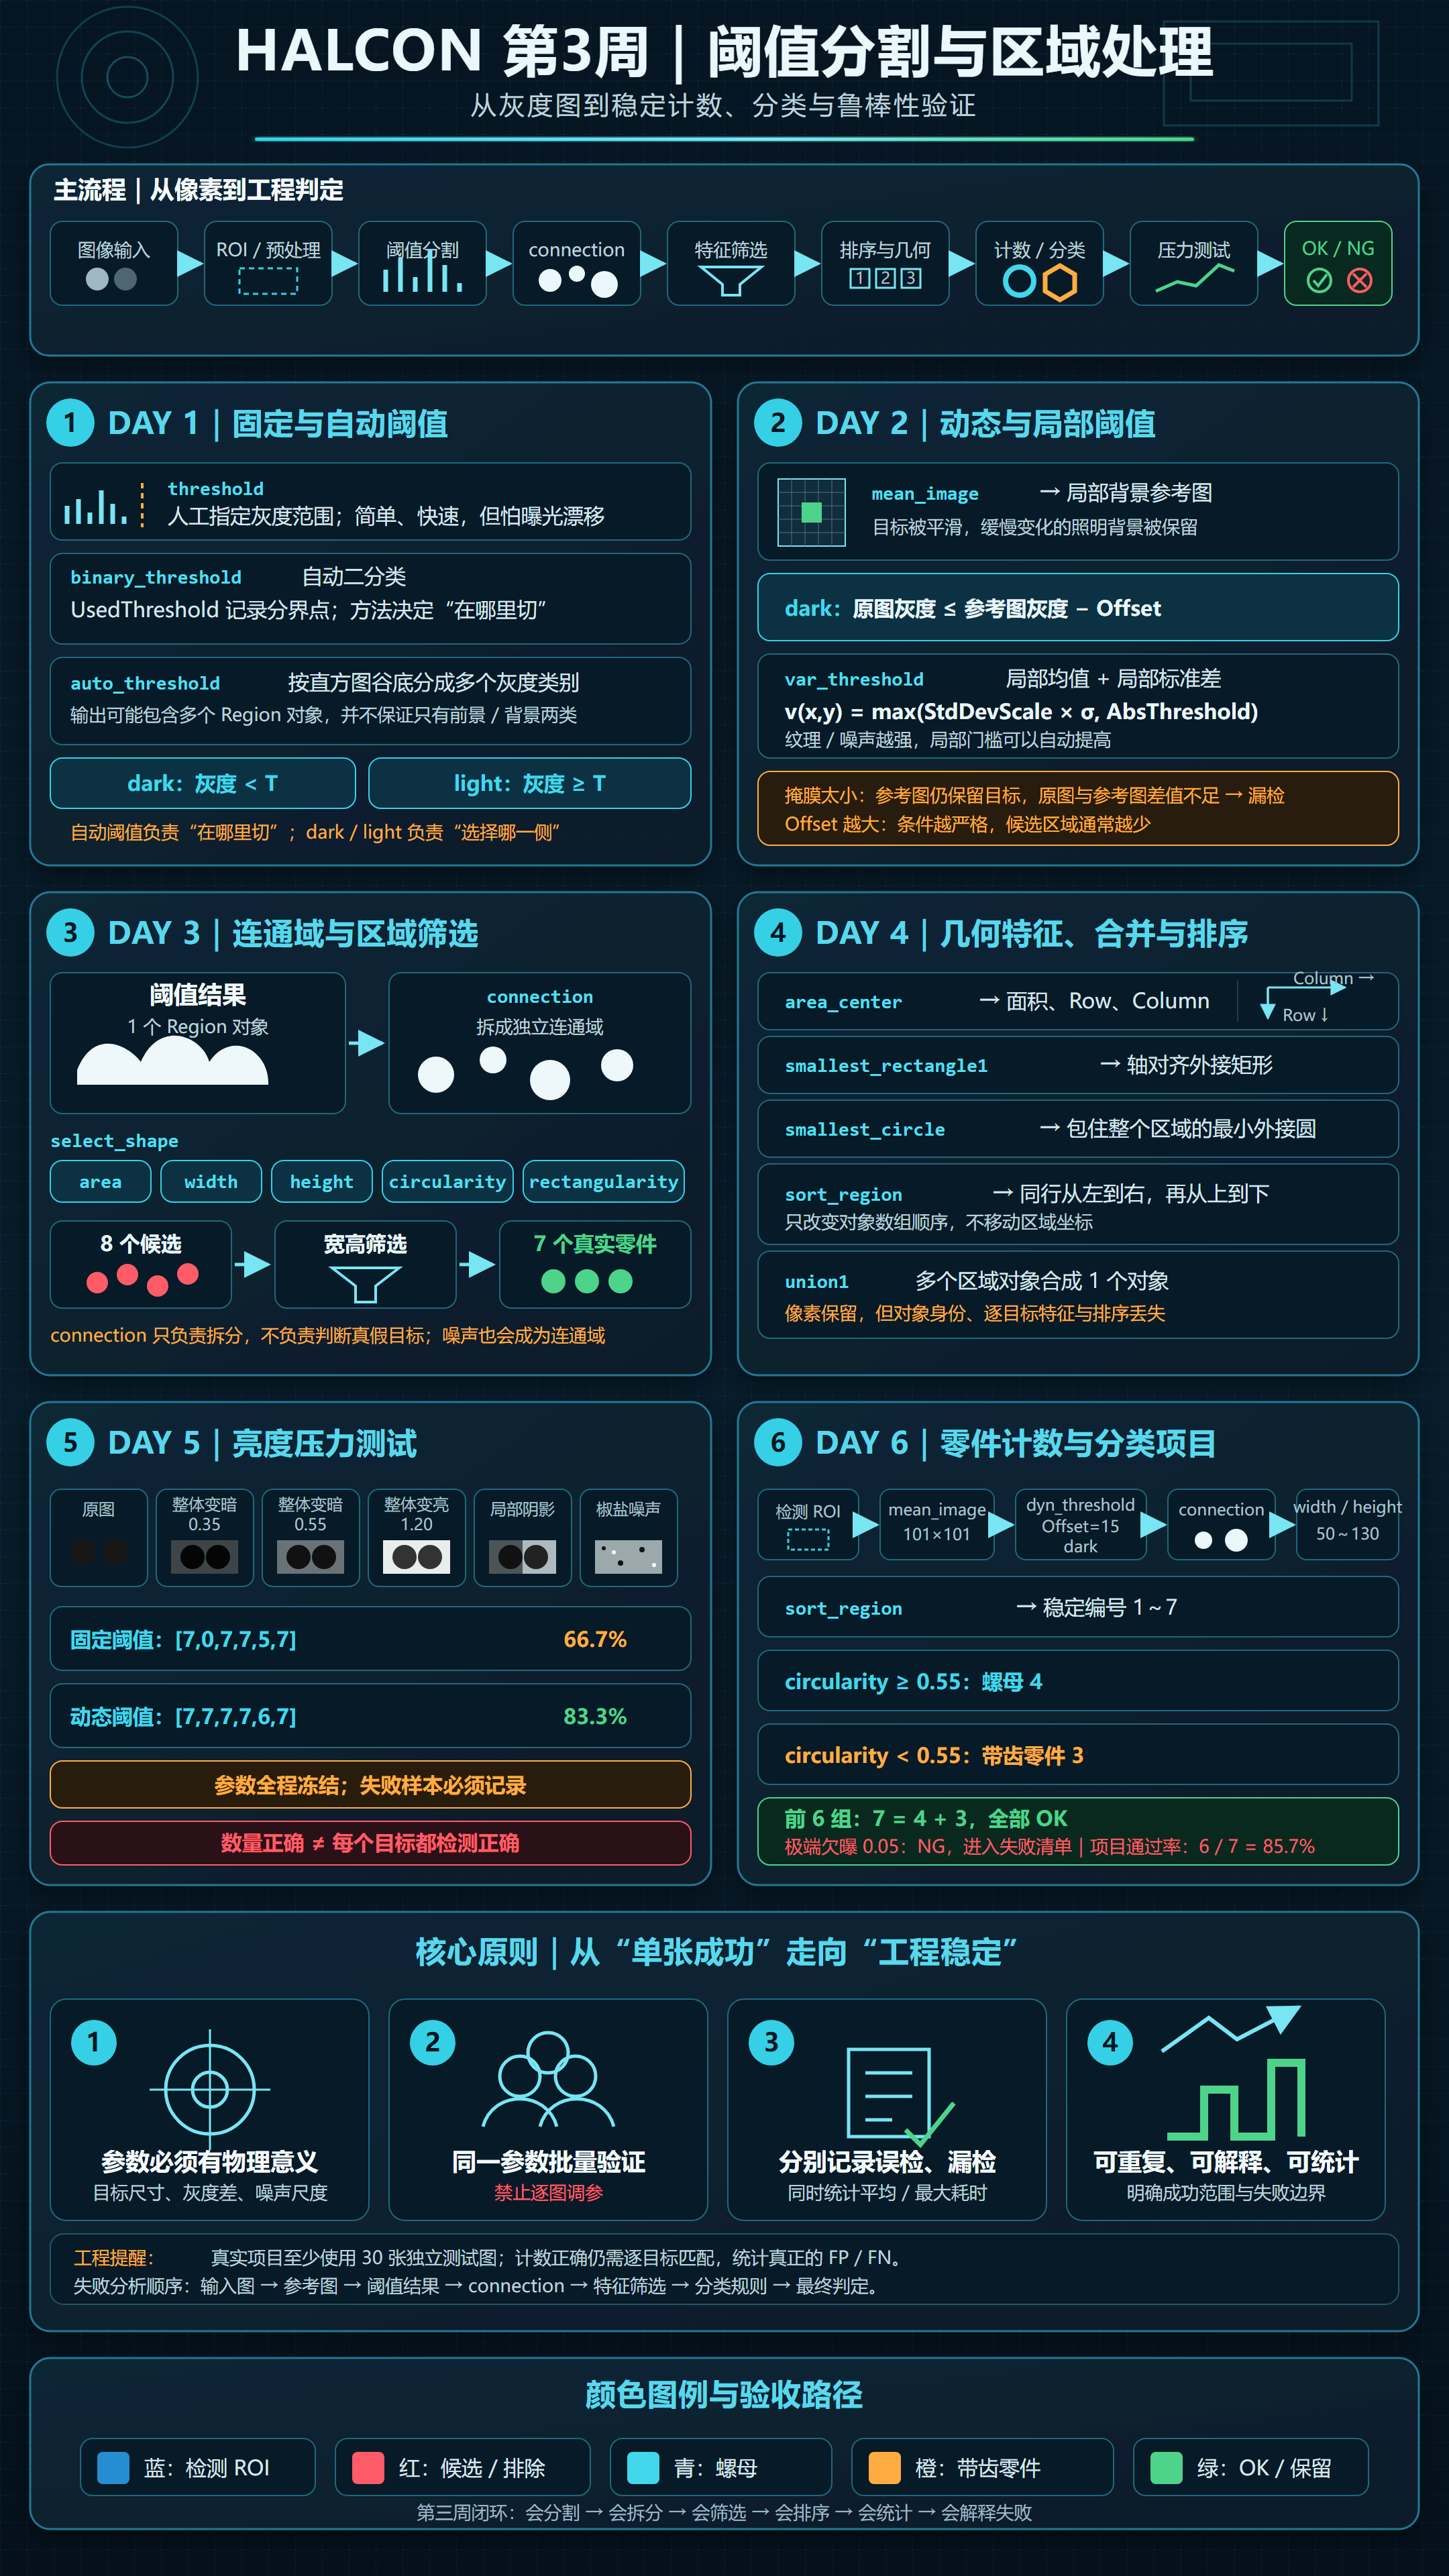 HALCON 第3周｜阈值分割与区域处理
从灰度图到稳定计数、分类与鲁棒性验证
主流程｜从像素到工程判定
图像输入
ROI / 预处理
阈值分割
connection
特征筛选
排序与几何
1 2 3
计数 / 分类
压力测试
OK / NG
1 DAY 1｜固定与自动阈值
threshold
人工指定灰度范围；简单、快速，但怕曝光漂移
binary_threshold 自动二分类
UsedThreshold 记录分界点；方法决定“在哪里切”
auto_threshold 按直方图谷底分成多个灰度类别
输出可能包含多个 Region 对象，并不保证只有前景 / 背景两类
dark：灰度 < T
light：灰度 ≥ T
自动阈值负责“在哪里切”；dark / light 负责“选择哪一侧”
2 DAY 2｜动态与局部阈值
mean_image → 局部背景参考图
目标被平滑，缓慢变化的照明背景被保留
dark：原图灰度 ≤ 参考图灰度 − Offset
var_threshold 局部均值 + 局部标准差
v(x,y) = max(StdDevScale × σ, AbsThreshold)
纹理 / 噪声越强，局部门槛可以自动提高
掩膜太小：参考图仍保留目标，原图与参考图差值不足 → 漏检
Offset 越大：条件越严格，候选区域通常越少
3 DAY 3｜连通域与区域筛选
阈值结果
1 个 Region 对象
connection
拆成独立连通域
select_shape
area
width
height
circularity
rectangularity
8 个候选
宽高筛选
7 个真实零件
connection 只负责拆分，不负责判断真假目标；噪声也会成为连通域
4 DAY 4｜几何特征、合并与排序
area_center → 面积、Row、Column
Column →
Row ↓
smallest_rectangle1 → 轴对齐外接矩形
smallest_circle → 包住整个区域的最小外接圆
sort_region → 同行从左到右，再从上到下
只改变对象数组顺序，不移动区域坐标
union1 多个区域对象合成 1 个对象
像素保留，但对象身份、逐目标特征与排序丢失
5 DAY 5｜亮度压力测试
原图
整体变暗
0.35
整体变暗
0.55
整体变亮
1.20
局部阴影
椒盐噪声
固定阈值：[7,0,7,7,5,7] 66.7%
动态阈值：[7,7,7,7,6,7] 83.3%
参数全程冻结；失败样本必须记录
数量正确 ≠ 每个目标都检测正确
6 DAY 6｜零件计数与分类项目
检测 ROI
mean_image
101×101
dyn_threshold
Offset=15
dark
connection
width / height
50～130
sort_region → 稳定编号 1～7
circularity ≥ 0.55：螺母 4
circularity < 0.55：带齿零件 3
前 6 组：7 = 4 + 3，全部 OK
极端欠曝 0.05：NG，进入失败清单｜项目通过率：6 / 7 = 85.7%
核心原则｜从“单张成功”走向“工程稳定”
1
参数必须有物理意义
目标尺寸、灰度差、噪声尺度
2
同一参数批量验证
禁止逐图调参
3
分别记录误检、漏检
同时统计平均 / 最大耗时
4
可重复、可解释、可统计
明确成功范围与失败边界
工程提醒： 真实项目至少使用 30 张独立测试图；计数正确仍需逐目标匹配，统计真正的 FP / FN。
失败分析顺序：输入图 → 参考图 → 阈值结果 → connection → 特征筛选 → 分类规则 → 最终判定。
颜色图例与验收路径
蓝：检测 ROI
红：候选 / 排除
青：螺母
橙：带齿零件
绿：OK / 保留
第三周闭环：会分割 → 会拆分 → 会筛选 → 会排序 → 会统计 → 会解释失败